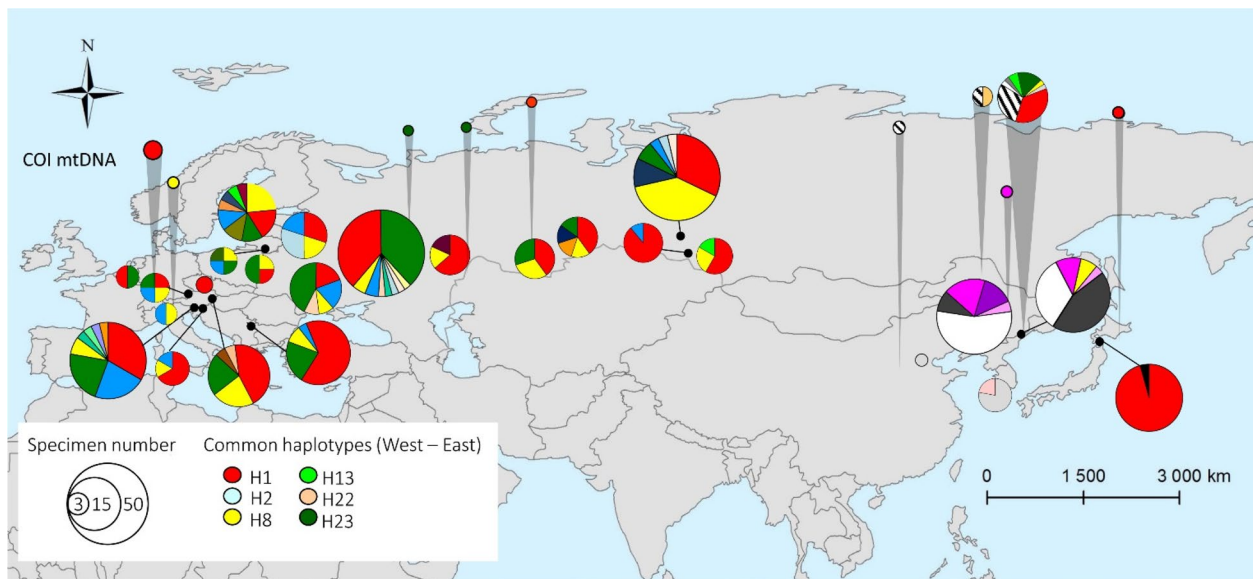 N
COI mtDNA
Specimen number
3 15 50
Common haplotypes (West – East)
H1
H2
H8
H13
H22
H23
0 1 500 3 000 km